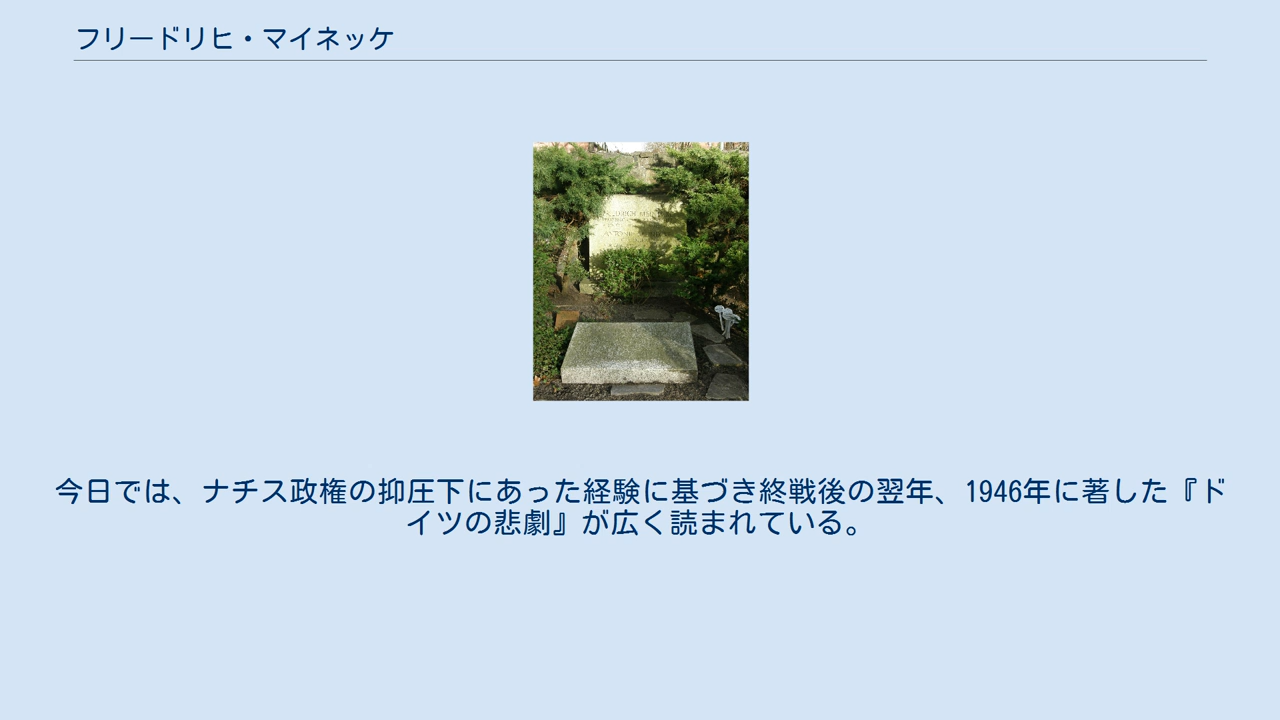 フリードリヒ・マイネッケ
今日では、ナチス政権の抑圧下にあった経験に基づき終戦後の翌年、1946年に著した『ド
イツの悲劇』が広く読まれている。